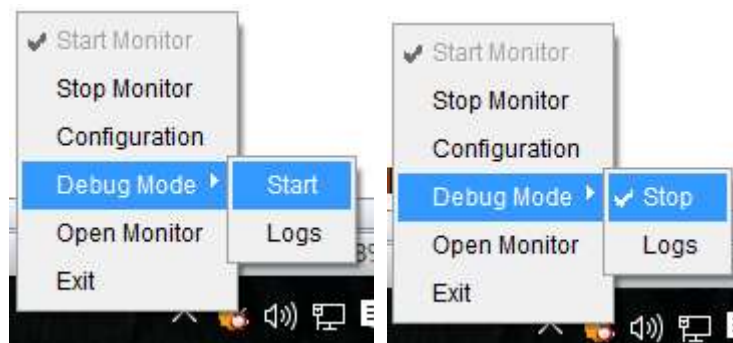 Start Monitor
Stop Monitor
Configuration
Debug Mode Start
Open Monitor Logs
Exit
Start Monitor
Stop Monitor
Configuration
Debug Mode Stop
Open Monitor Logs
Exit